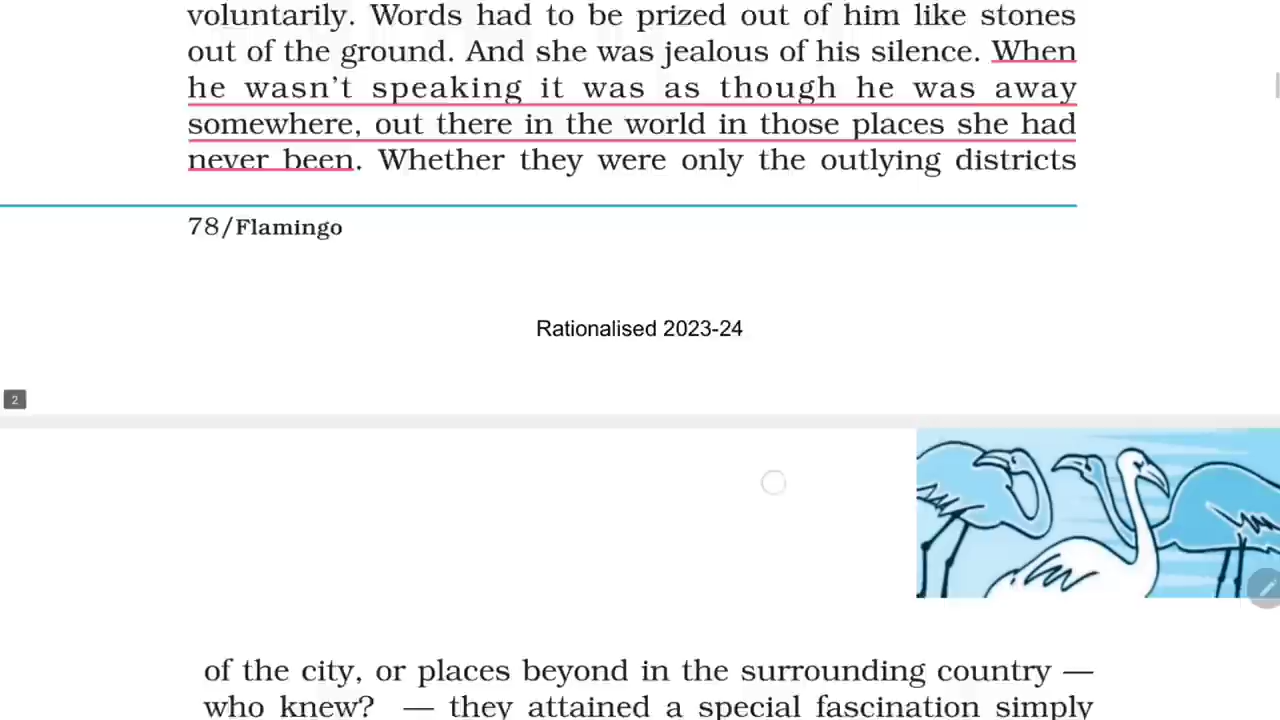 voluntarily. Words had to be prized out of him like stones
out of the ground. And she was jealous of his silence. When
he wasn't speaking it was as though he was away
somewhere, out there in the world in those places she had
never been. Whether they were only the outlying districts
78/Flamingo
Rationalised 2023-24
2
of the city, or places beyond in the surrounding country —
who knew? — they attained a special fascination simply